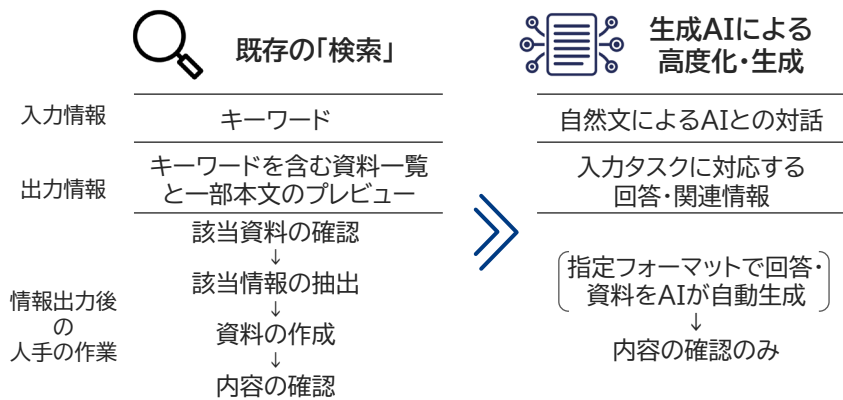 既存の「検索」
生成AIによる
高度化・生成
入力情報
キーワード
自然文によるAIとの対話
出力情報
キーワードを含む資料一覧
と一部本文のプレビュー
入力タスクに対応する
回答・関連情報
情報出力後
の
人手の作業
該当資料の確認
↓
該当情報の抽出
↓
資料の作成
↓
内容の確認
指定フォーマットで回答・
資料をAIが自動生成
↓
内容の確認のみ